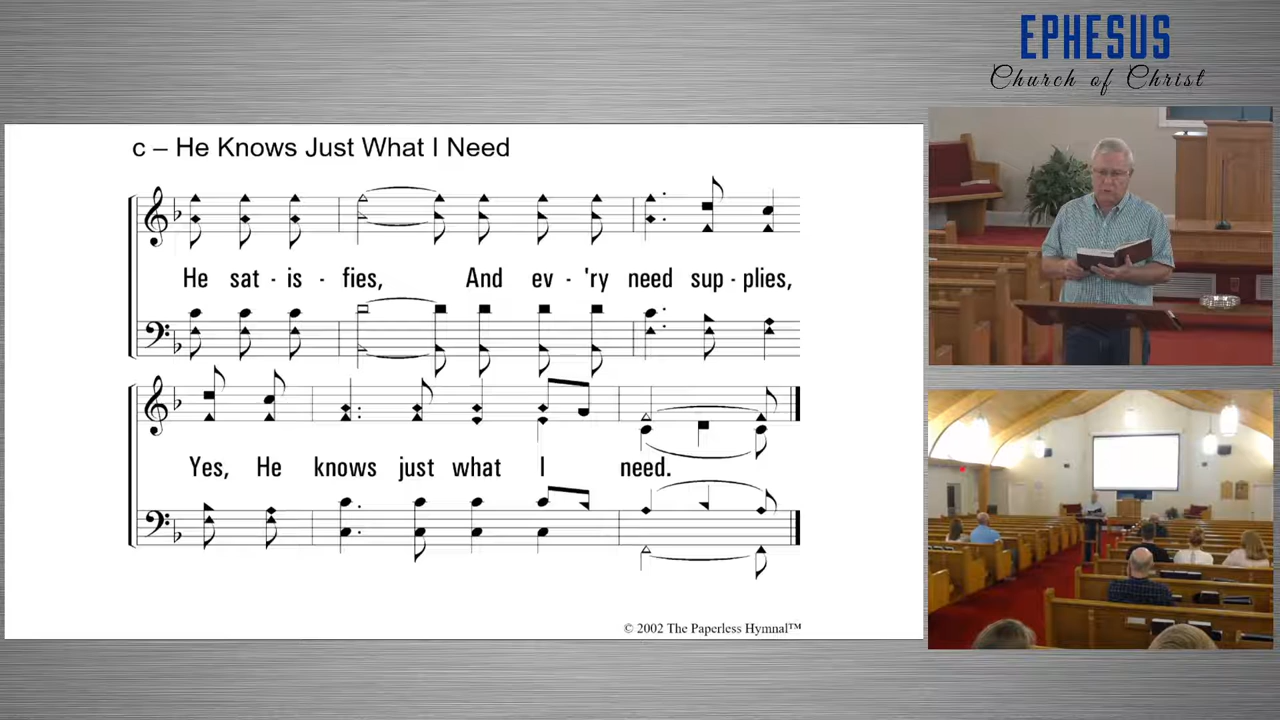 EPHESUS
Church of Christ
c – He Knows Just What I Need
He sat - is - fies, And ev - 'ry need sup - plies,
Yes, He knows just what I need.
© 2002 The Paperless Hymnal™